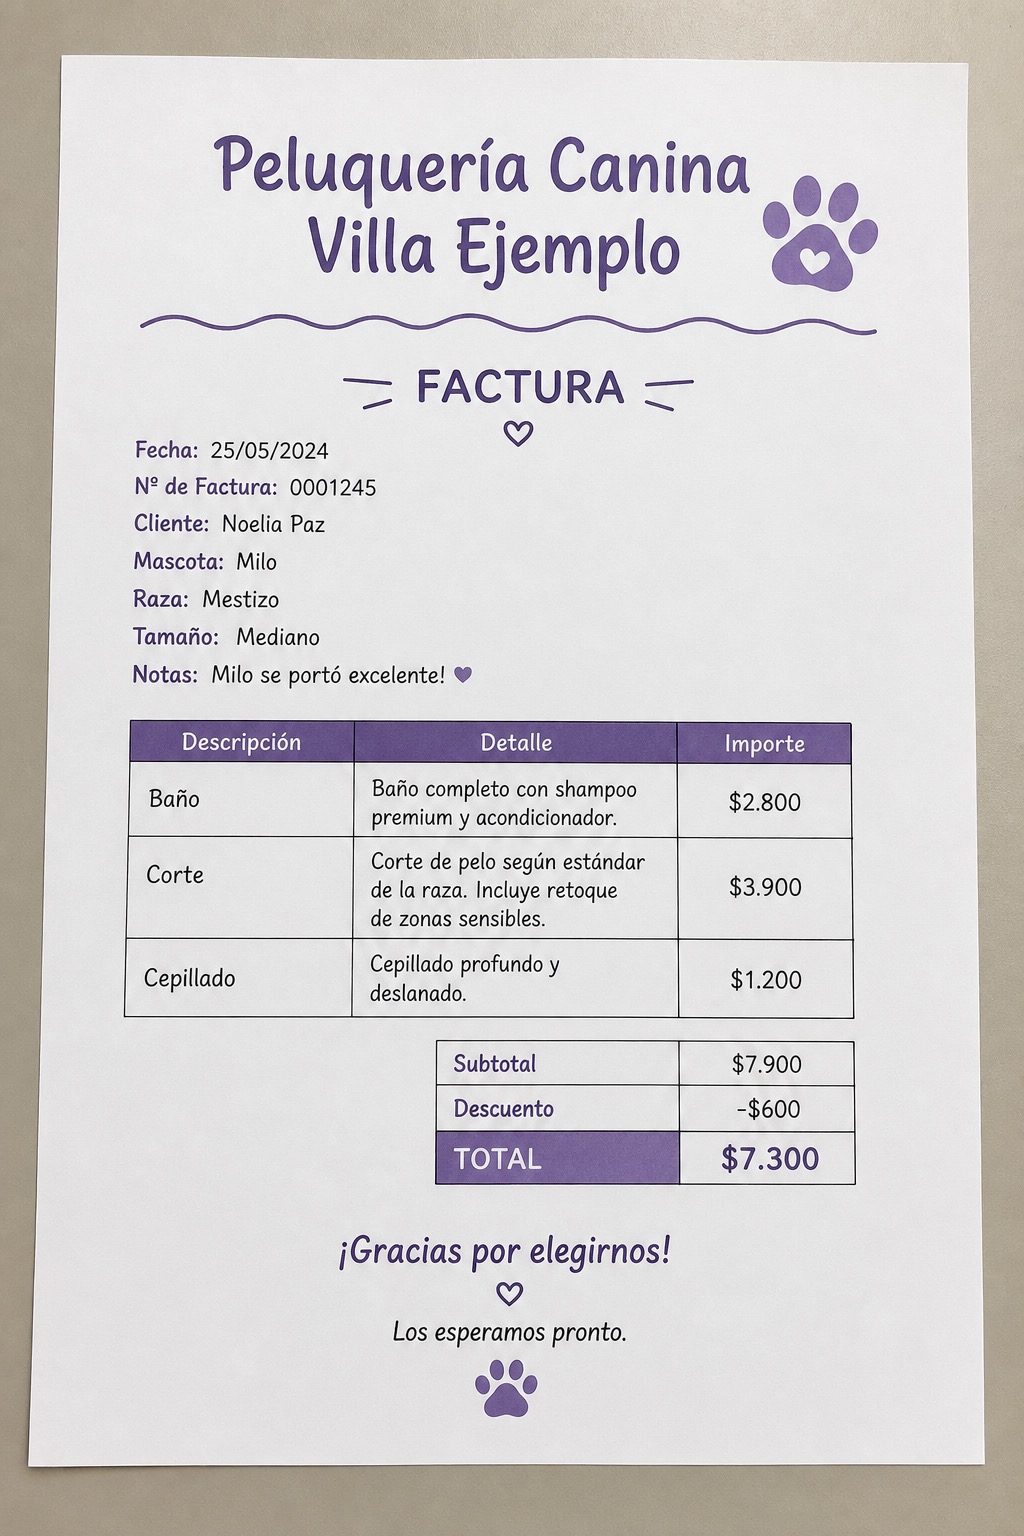 Peluquería Canina
Villa Ejemplo
FACTURA
Fecha: 25/05/2024
Nº de Factura: 0001245
Cliente: Noelia Paz
Mascota: Milo
Raza: Mestizo
Tamaño: Mediano
Notas: Milo se portó excelente! 💜
Descripción Detalle Importe
Baño
Baño completo con shampoo
premium y acondicionador.
$2.800
Corte
Corte de pelo según estándar
de la raza. Incluye retoque
de zonas sensibles.
$3.900
Cepillado
Cepillado profundo y
deslanado.
$1.200
Subtotal $7.900
Descuento -$600
TOTAL $7.300
¡Gracias por elegirnos!
Los esperamos pronto.